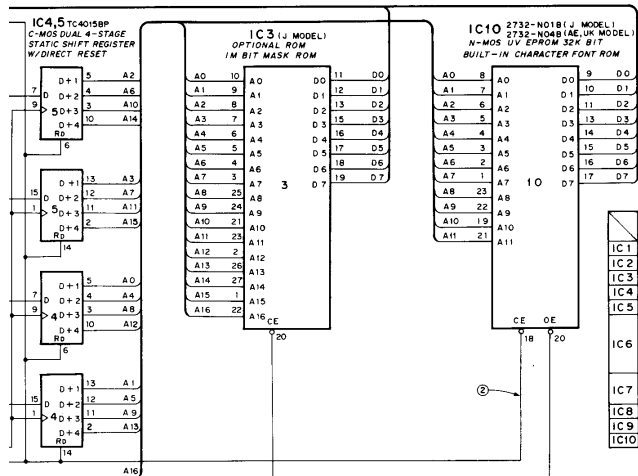 IC4,5 TC4015BP
C-MOS DUAL 4-STAGE
STATIC SHIFT REGISTER
W/DIRECT RESET
IC3 (J MODEL)
OPTIONAL ROM
1M BIT MASK ROM
IC10 2732-N01B (J MODEL)
2732-N04B (AE,UK MODEL)
N-MOS UV EPROM 32K BIT
BUILT-IN CHARACTER FONT ROM
7 D D+1 5 A2
9 D+2 4 A6
5 D+3 3 A10
D+4 10 A14
RD
6
15 D D+1 13 A3
1 D+2 12 A7
5 D+3 11 A11
D+4 2 A15
RD
14
7 D D+1 5 A0
9 D+2 4 A4
4 D+3 3 A8
D+4 10 A12
RD
6
15 D D+1 13 A1
1 D+2 12 A5
4 D+3 11 A9
D+4 2 A13
RD
14
A16
A0 10 A0 D0 11 D0
A1 9 A1 D1 12 D1
A2 8 A2 D2 13 D2
A3 7 A3 D3 14 D3
A4 6 A4 D4 15 D4
A5 5 A5 D5 17 D5
A6 4 A6 D6 18 D6
A7 3 A7 D7 19 D7
A8 25 A8
A9 24 A9
A10 21 A10
A11 23 A11
A12 2 A12
A13 26 A13
A14 27 A14
A15 1 A15
A16 22 A16
3
CE
20
A0 8 A0 D0 9 D0
A1 7 A1 D1 10 D1
A2 6 A2 D2 11 D2
A3 5 A3 D3 13 D3
A4 4 A4 D4 14 D4
A5 3 A5 D5 15 D5
A6 2 A6 D6 16 D6
A7 1 A7 D7 17 D7
A8 23 A8
A9 22 A9
A10 19 A10
A11 21 A11
10
CE OE
18 20
2
IC1
IC2
IC3
IC4
IC5
IC6
IC7
IC8
IC9
IC10